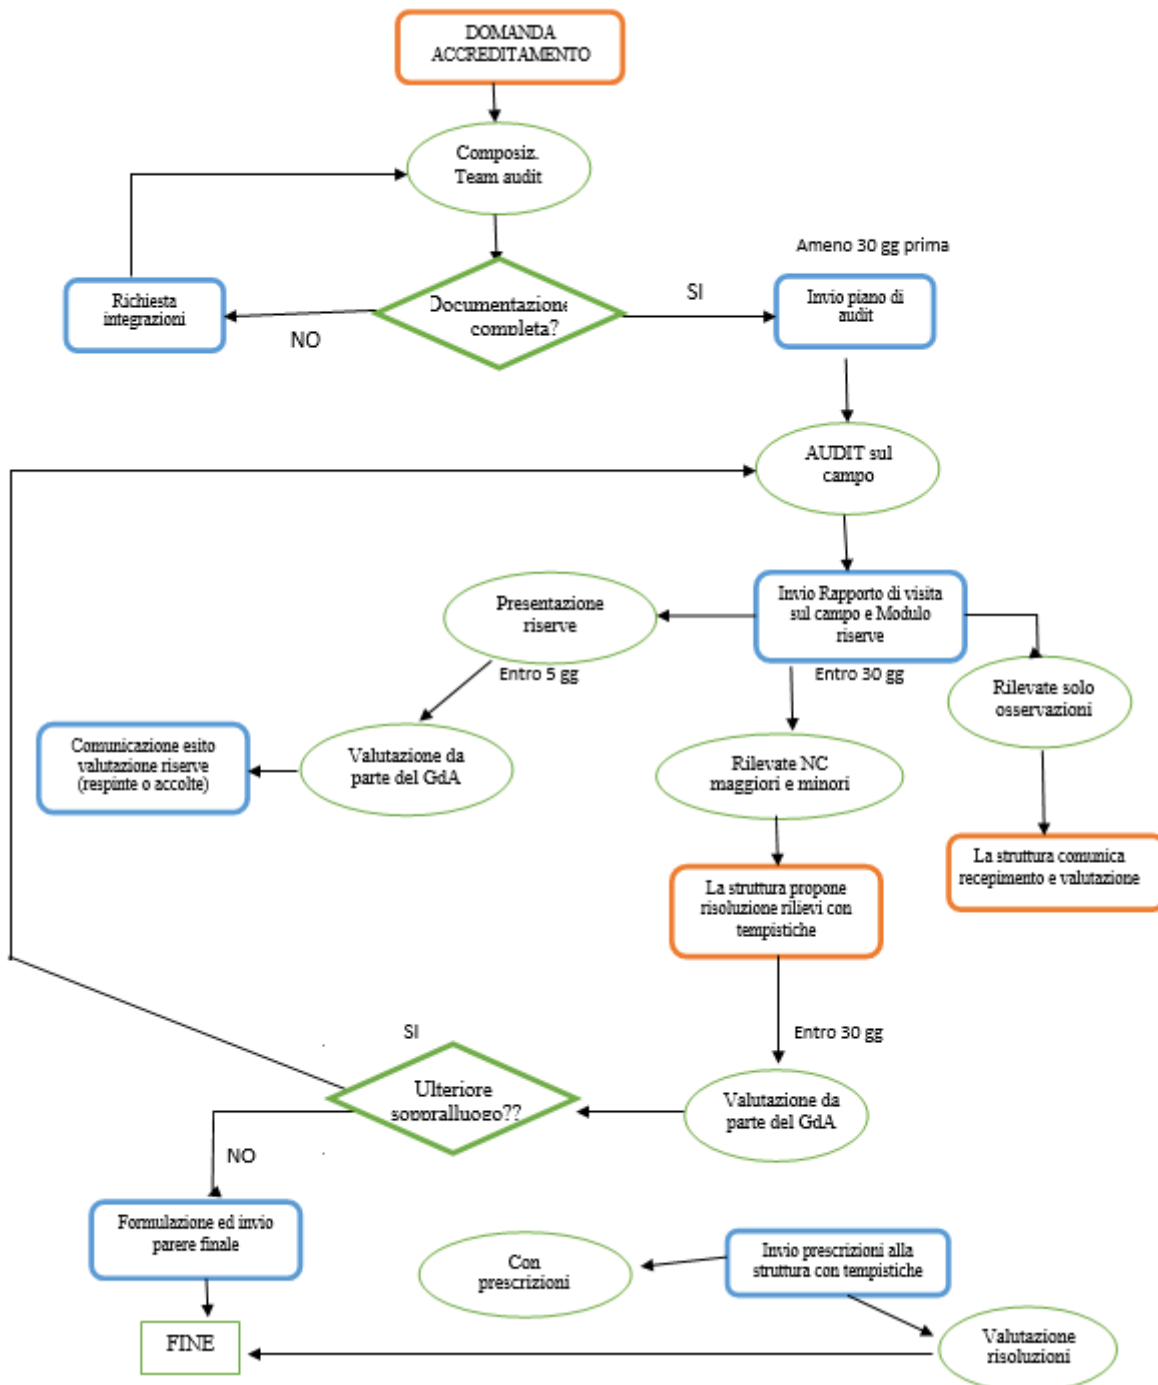 DOMANDA
ACCREDITAMENTO
Composiz.
Team audit
Ameno 30 gg prima
Richiesta
integrazioni
NO
Documentazione
completa?
SI
Invio piano di
audit
AUDIT sul
campo
Presentazione
riserve
Invio Rapporto di visita
sul campo e Modulo
riserve
Entro 5 gg
Entro 30 gg
Rilevate solo
osservazioni
Comunicazione esito
valutazione riserve
(respinte o accolte)
Valutazione da
parte del GdA
Rilevate NC
maggiori e minori
La struttura comunica
recepimento e valutazione
La struttura propone
risoluzione rilievi con
tempistiche
Entro 30 gg
SI
Ulteriore
sopralluogo??
Valutazione da
parte del GdA
NO
Formulazione ed invio
parere finale
Con
prescrizioni
Invio prescrizioni alla
struttura con tempistiche
FINE
Valutazione
risoluzioni